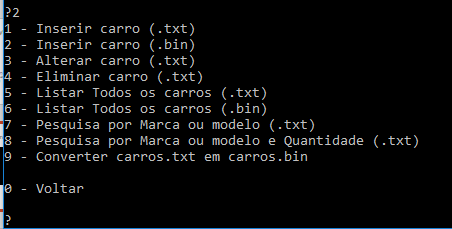 ?2
1 - Inserir carro (.txt)
2 - Inserir carro (.bin)
3 - Alterar carro (.txt)
4 - Eliminar carro (.txt)
5 - Listar Todos os carros (.txt)
6 - Listar Todos os carros (.bin)
7 - Pesquisa por Marca ou modelo (.txt)
8 - Pesquisa por Marca ou modelo e Quantidade (.txt)
9 - Converter carros.txt em carros.bin
0 - Voltar
?